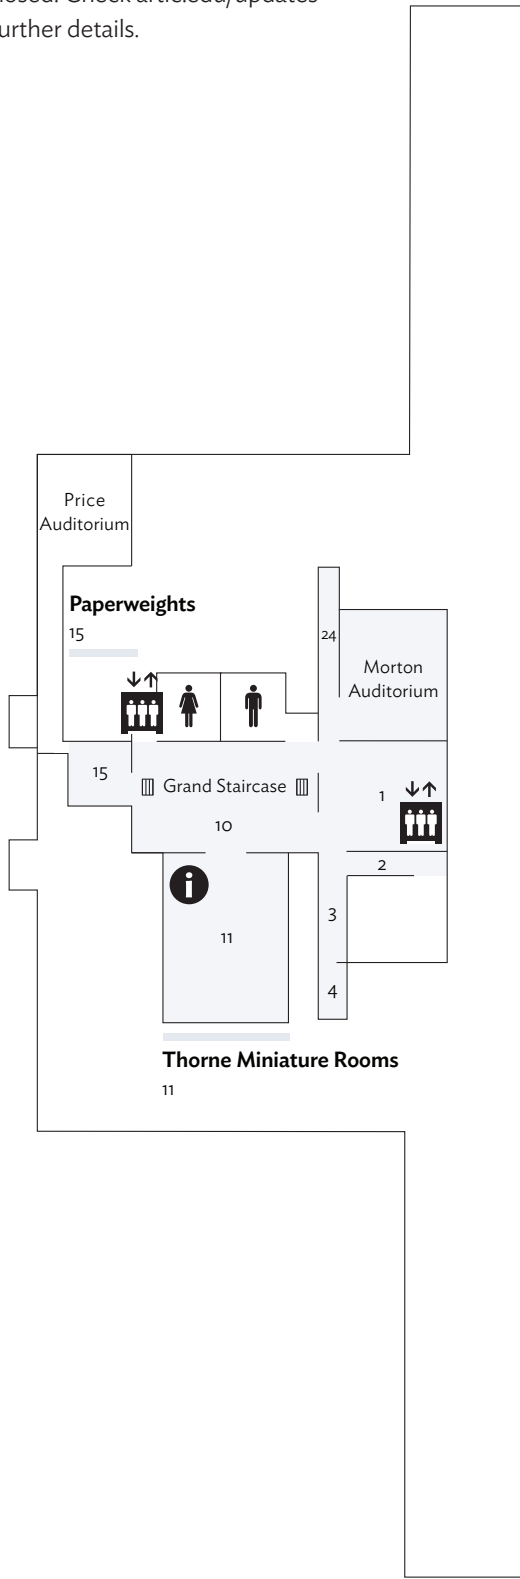 further details.
Price
Auditorium
Paperweights
15
24
Morton
Auditorium
15
Grand Staircase
1
10
2
11
3
4
Thorne Miniature Rooms
11